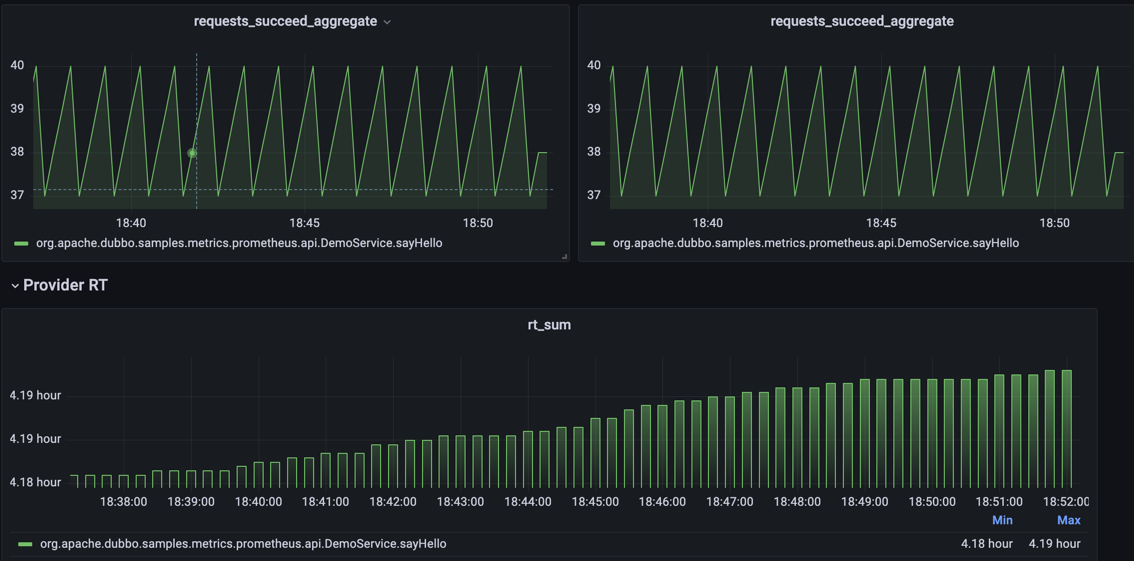 requests_succeed_aggregate
requests_succeed_aggregate
40
39
38
37
18:40 18:45 18:50
org.apache.dubbo.samples.metrics.prometheus.api.DemoService.sayHello
40
39
38
37
18:40 18:45 18:50
org.apache.dubbo.samples.metrics.prometheus.api.DemoService.sayHello
Provider RT
rt_sum
4.19 hour
4.19 hour
4.18 hour
18:38:00 18:39:00 18:40:00 18:41:00 18:42:00 18:43:00 18:44:00 18:45:00 18:46:00 18:47:00 18:48:00 18:49:00 18:50:00 18:51:00 18:52:00
Min Max
org.apache.dubbo.samples.metrics.prometheus.api.DemoService.sayHello 4.18 hour 4.19 hour